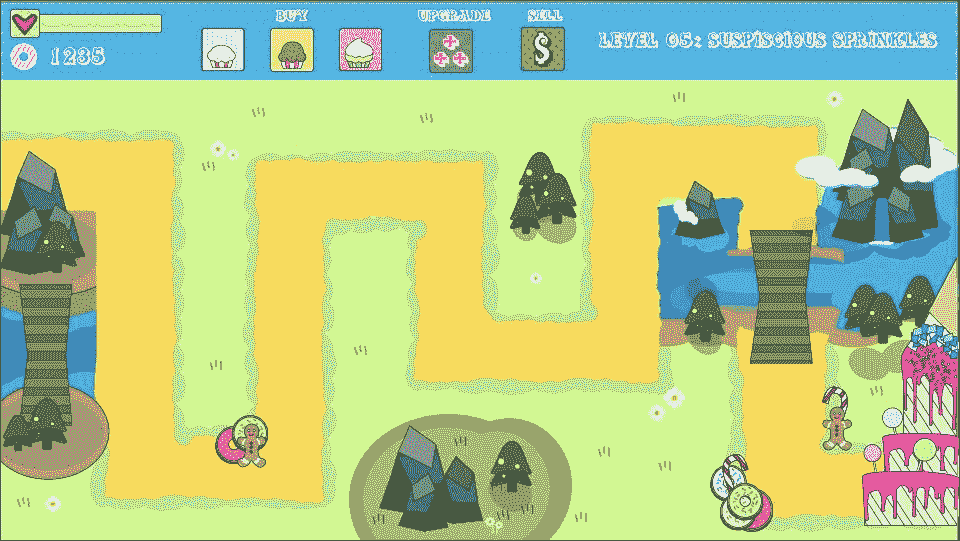 BUY
UPGRADE
SELL
LEVEL 05: SUSPISCIOUS SPRINKLES
1235
$